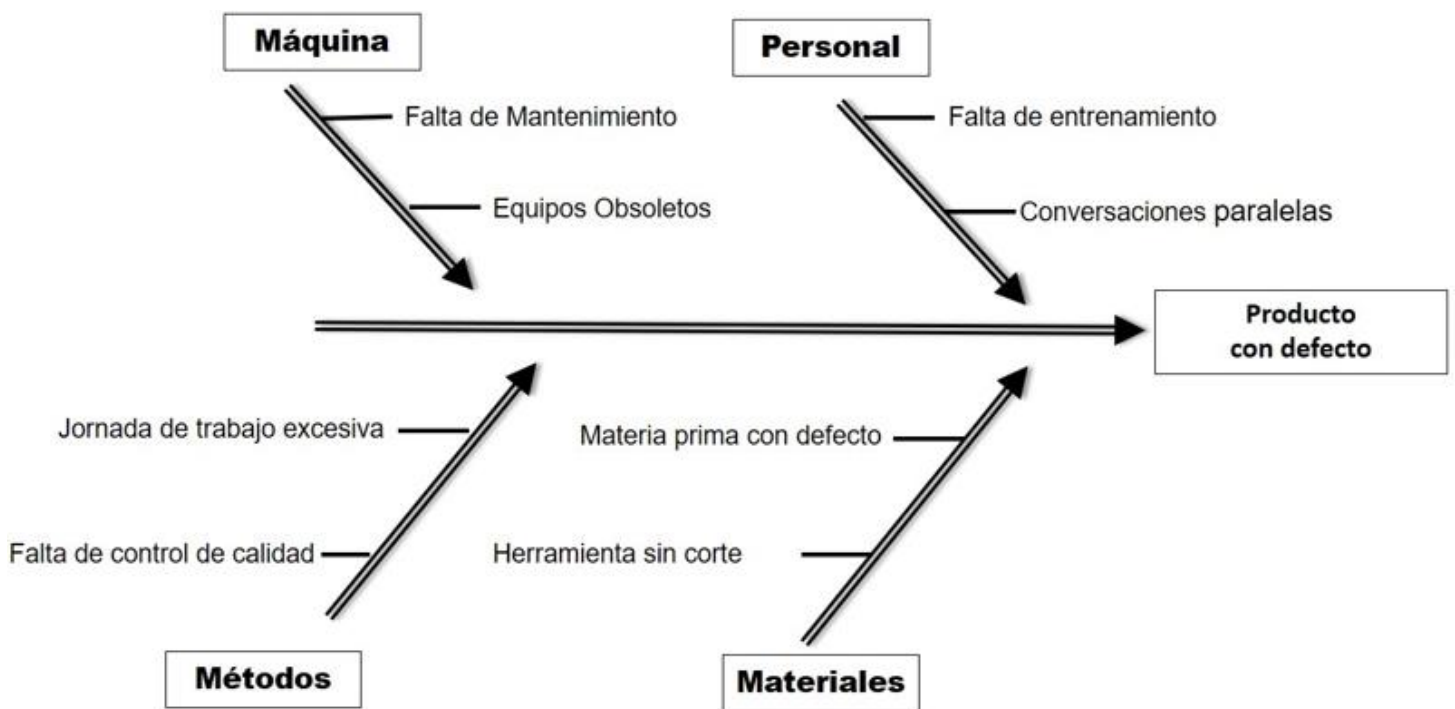 Máquina
Personal
Falta de Mantenimiento
Falta de entrenamiento
Equipos Obsoletos
Conversaciones paralelas
Producto
con defecto
Jornada de trabajo excesiva
Materia prima con defecto
Falta de control de calidad
Herramienta sin corte
Métodos
Materiales